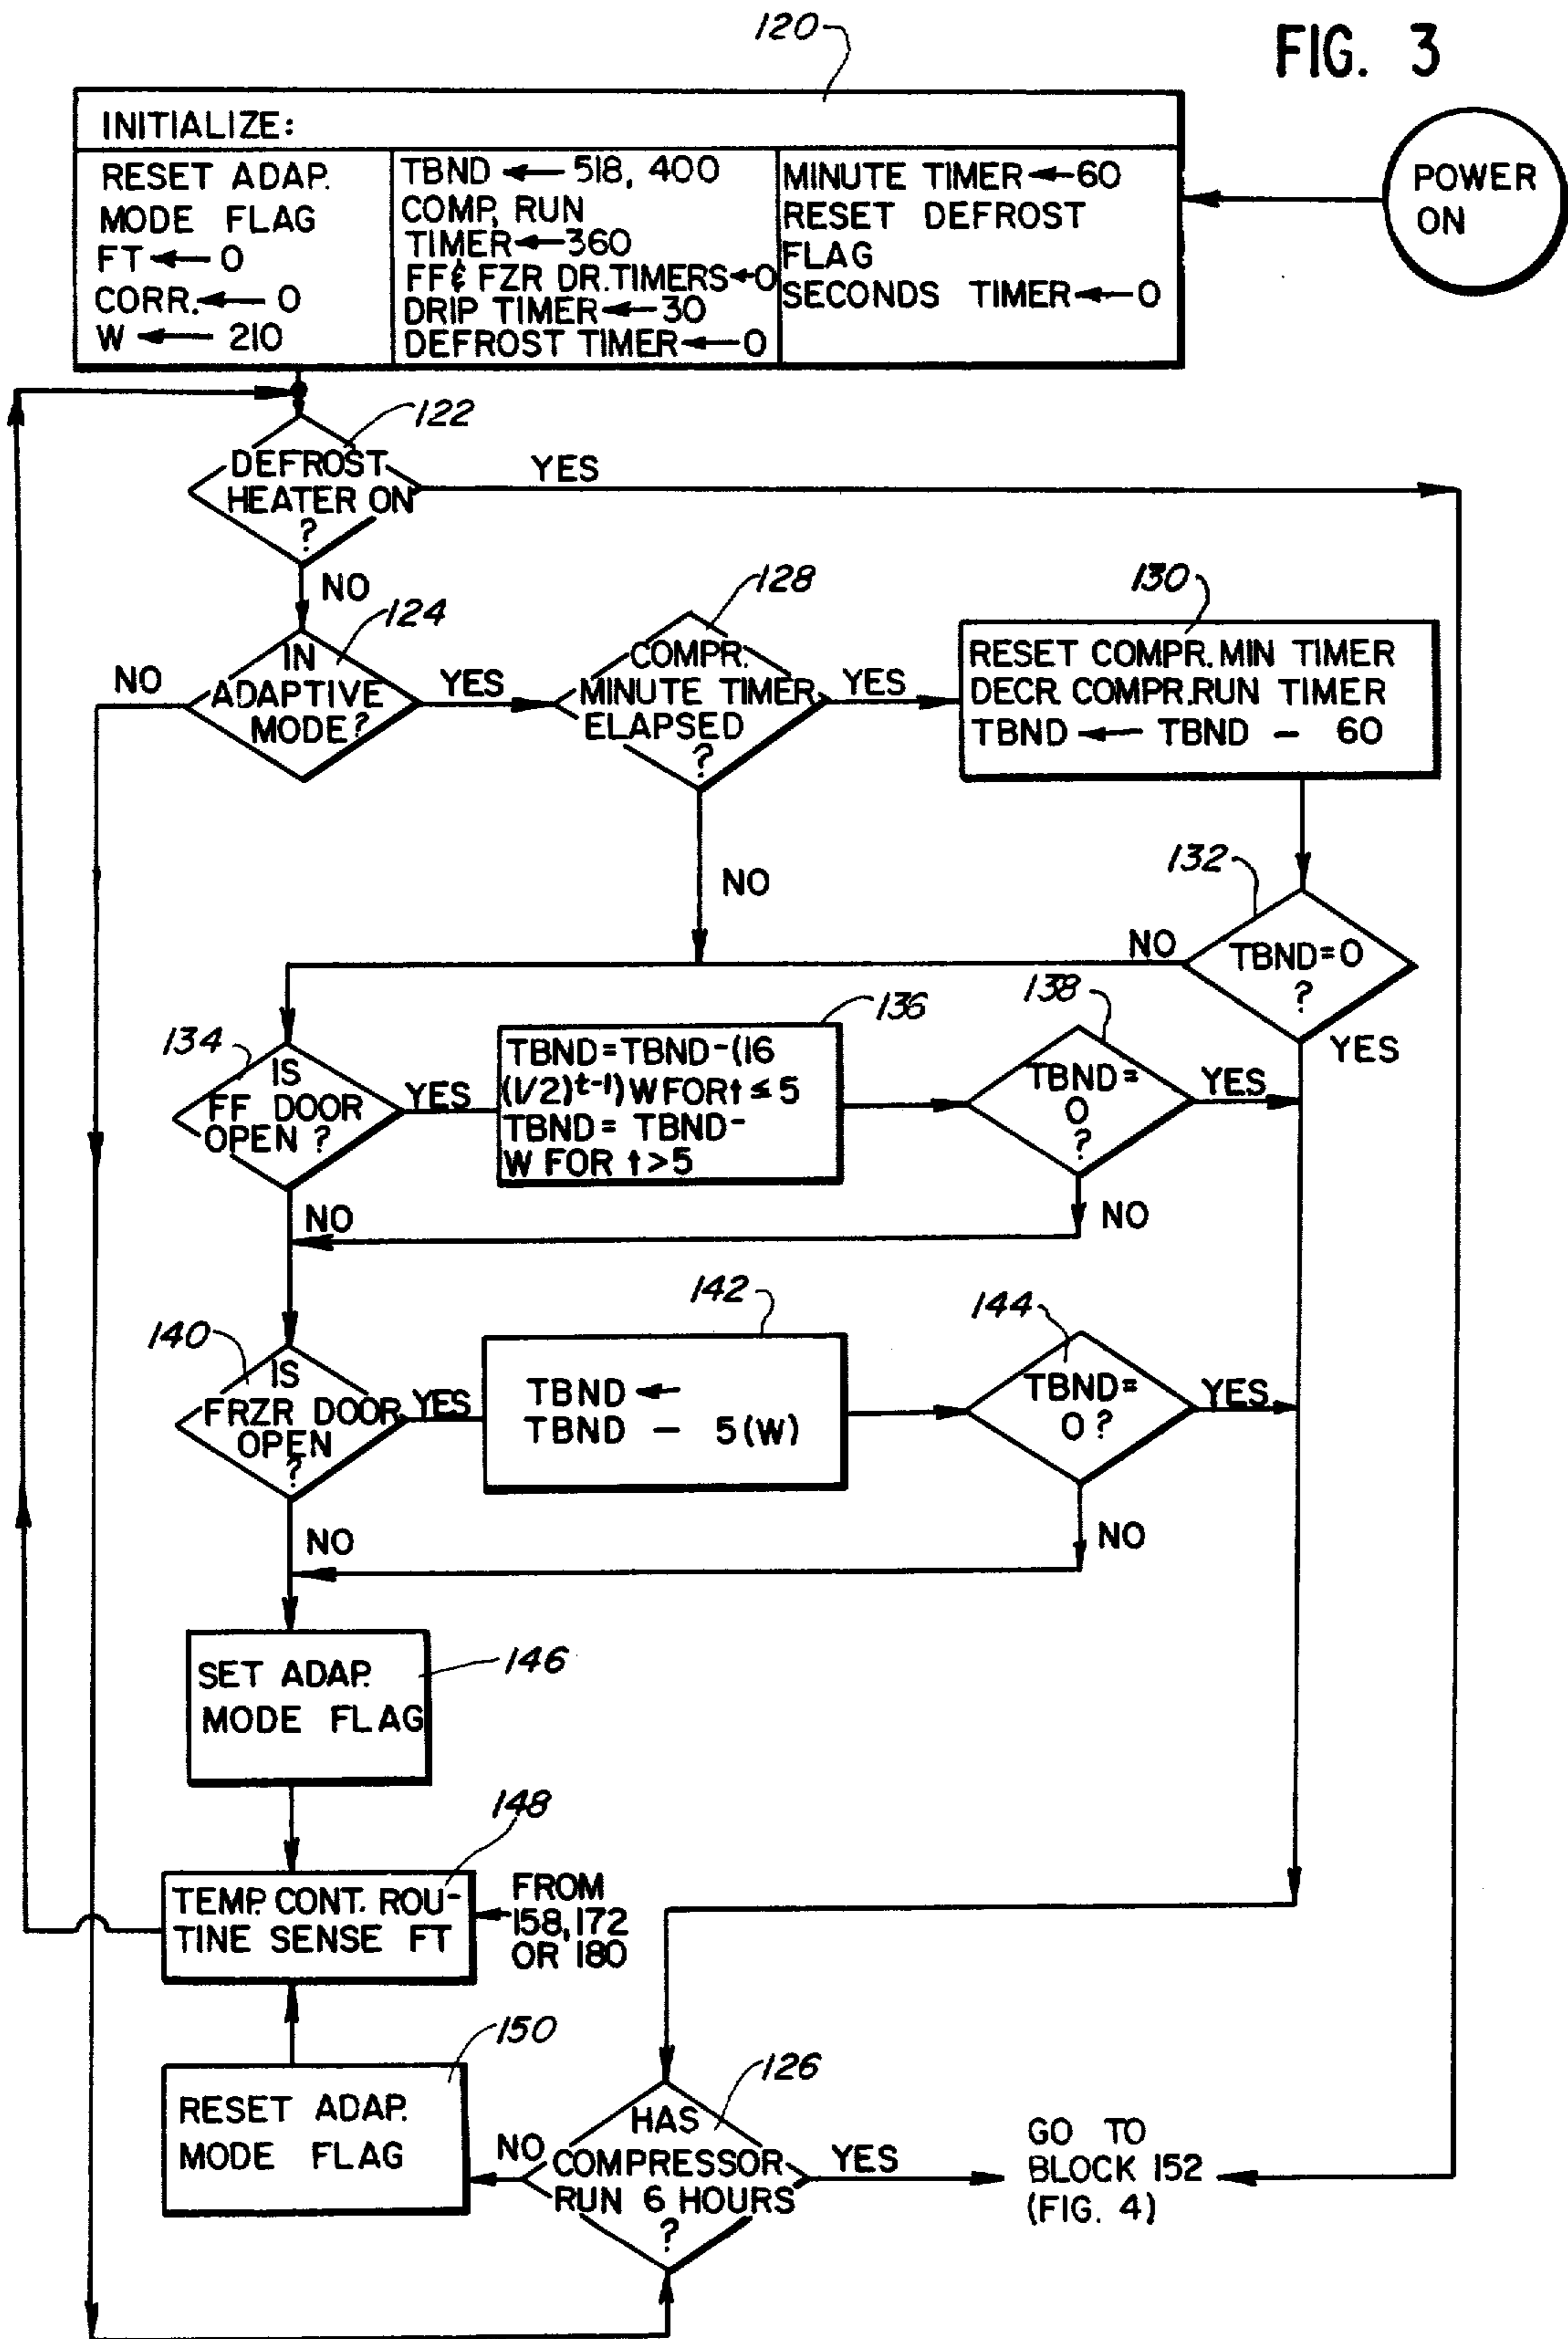 120
FIG. 3
INITIALIZE:
RESET ADAP.
MODE FLAG
FT ← 0
CORR. ← 0
W ← 210
TBND ← 518, 400
COMP, RUN
TIMER ← 360
FF & FZR DR. TIMERS ← 0
DRIP TIMER ← 30
DEFROST TIMER ← 0
MINUTE TIMER ← 60
RESET DEFROST
FLAG
SECONDS TIMER ← 0
POWER
ON
122
DEFROST
HEATER ON
?
YES
NO
124
IN
ADAPTIVE
MODE?
NO
YES
128
COMPR.
MINUTE TIMER
ELAPSED
?
YES
NO
130
RESET COMPR. MIN TIMER
DECR. COMPR. RUN TIMER
TBND ← TBND - 60
132
TBND=0
?
NO
YES
134
IS
FF DOOR
OPEN ?
YES
NO
136
TBND=TBND-(16
(1/2)^t-1) W FOR t ≤ 5
TBND= TBND-
W FOR t > 5
138
TBND=
0
?
YES
NO
140
IS
FRZR DOOR
OPEN
?
YES
NO
142
TBND ←
TBND - 5(W)
144
TBND=
0 ?
YES
NO
146
SET ADAP.
MODE FLAG
148
TEMP. CONT. ROU-
TINE SENSE FT
FROM
158, 172
OR 180
150
RESET ADAP.
MODE FLAG
126
HAS
COMPRESSOR
RUN 6 HOURS
?
NO
YES
GO TO
BLOCK 152
(FIG. 4)